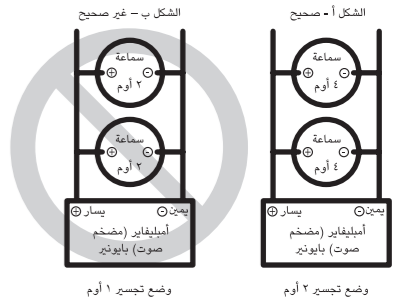 الشكل أ - صحيح
سماعة
⊕ ⊖
٤ أوم
سماعة
⊕ ⊖
٤ أوم
يمين⊖ ⊕ يسار
أمبليفاير (مضخم
صوت) بايونير
وضع تجسير ٢ أوم
الشكل ب – غير صحيح
سماعة
⊕ ⊖
٢ أوم
سماعة
⊕ ⊖
٢ أوم
يمين⊖ ⊕ يسار
أمبليفاير (مضخم
صوت) بايونير
وضع تجسير ١ أوم